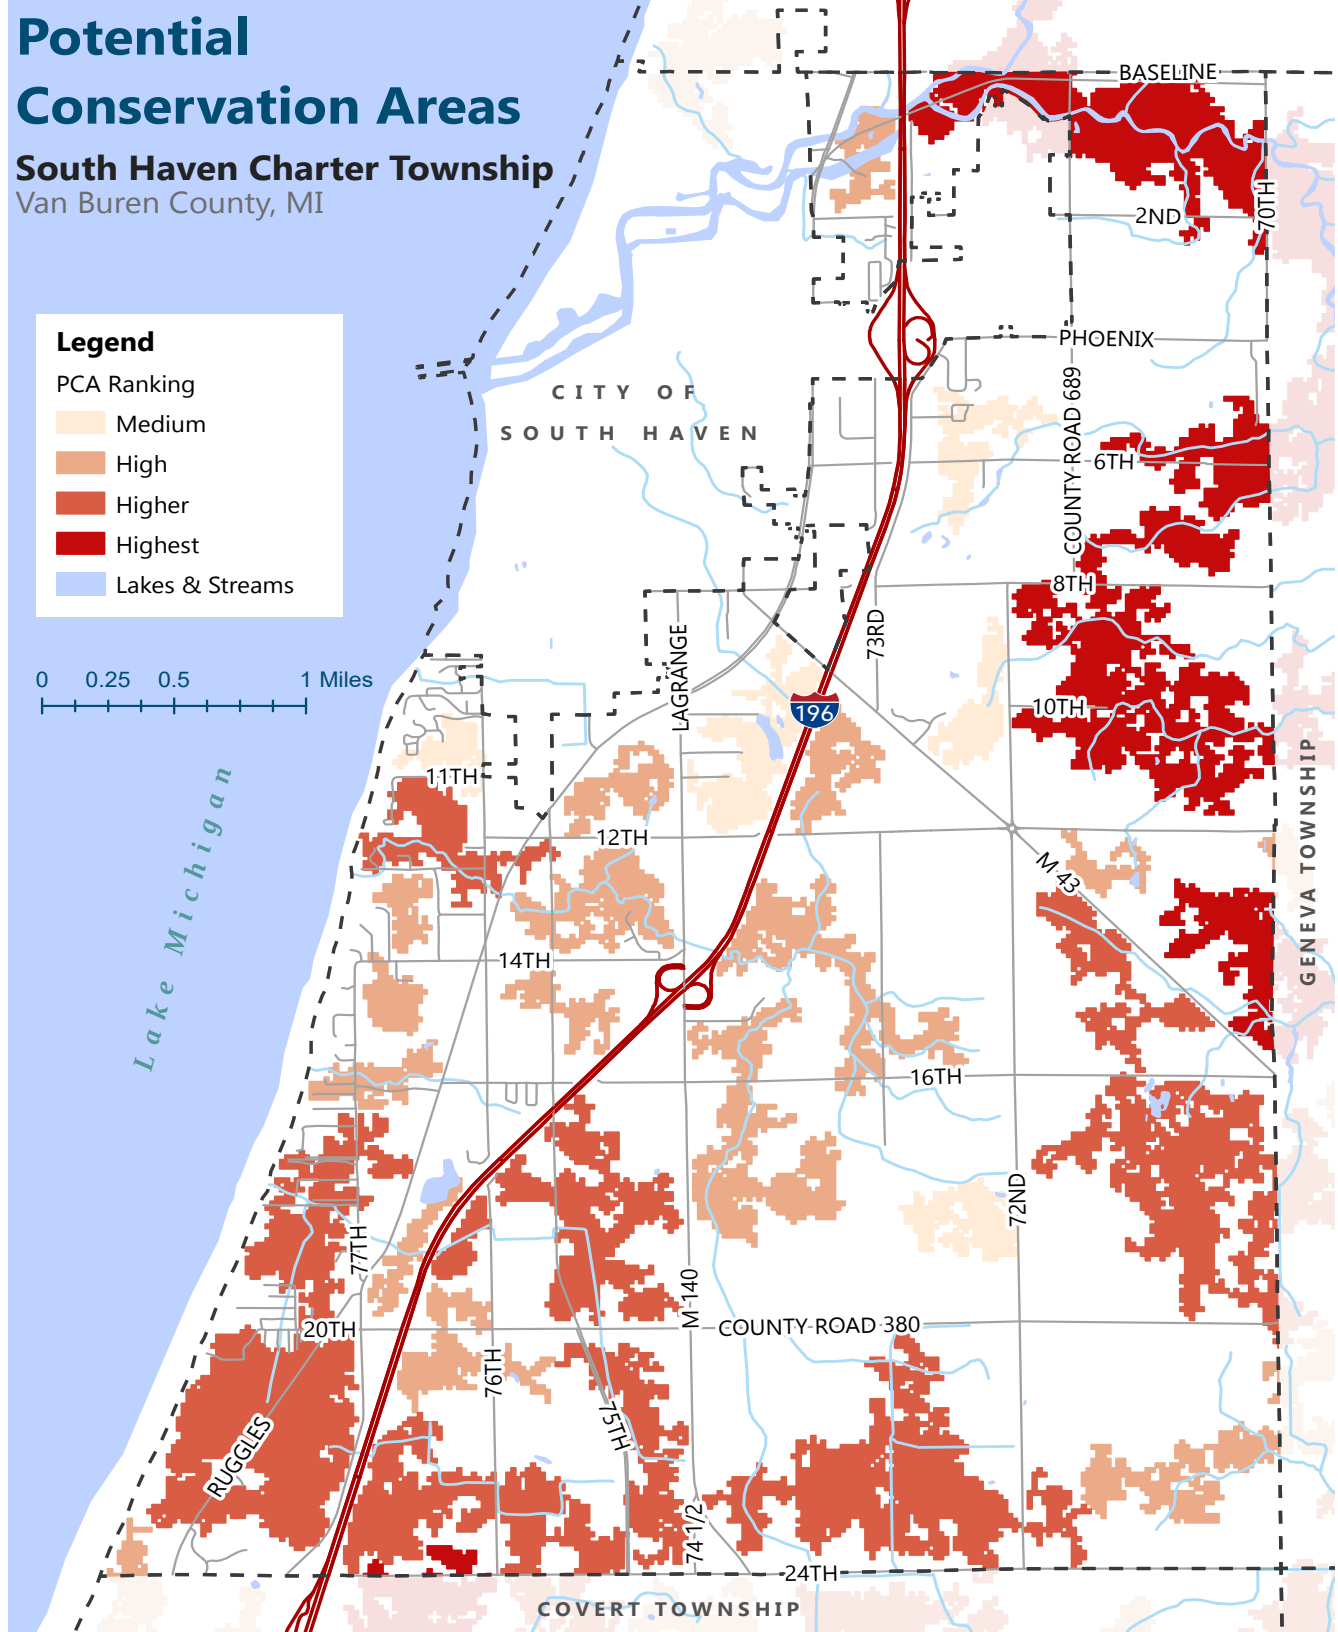 Potential
Conservation Areas
South Haven Charter Township
Van Buren County, MI
Legend
PCA Ranking
Medium
High
Higher
Highest
Lakes & Streams
0 0.25 0.5 1 Miles
Lake Michigan
CITY OF
SOUTH HAVEN
BASELINE
2ND
70TH
PHOENIX
COUNTY ROAD 689
6TH
8TH
73RD
LAGRANGE
196
10TH
11TH
12TH
M 43
GENEVA TOWNSHIP
14TH
16TH
72ND
77TH
M-140
20TH
COUNTY ROAD 380
76TH
75TH
RUGGLES
74 1/2
24TH
COVERT TOWNSHIP